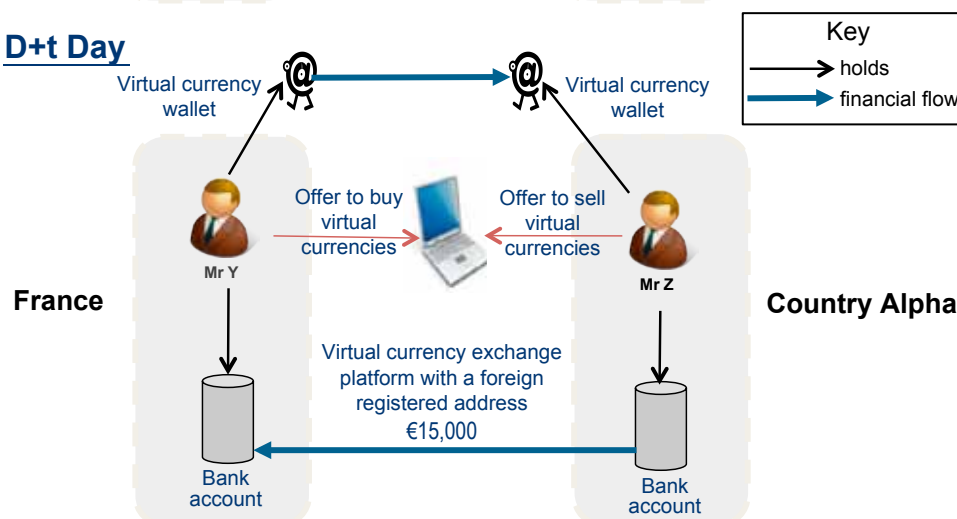 D+t Day
Key
holds
financial flow
Virtual currency
wallet
Virtual currency
wallet
Offer to buy
virtual
currencies
Offer to sell
virtual
currencies
Mr Y
Mr Z
France
Country Alpha
Virtual currency exchange
platform with a foreign
registered address
€15,000
Bank
account
Bank
account